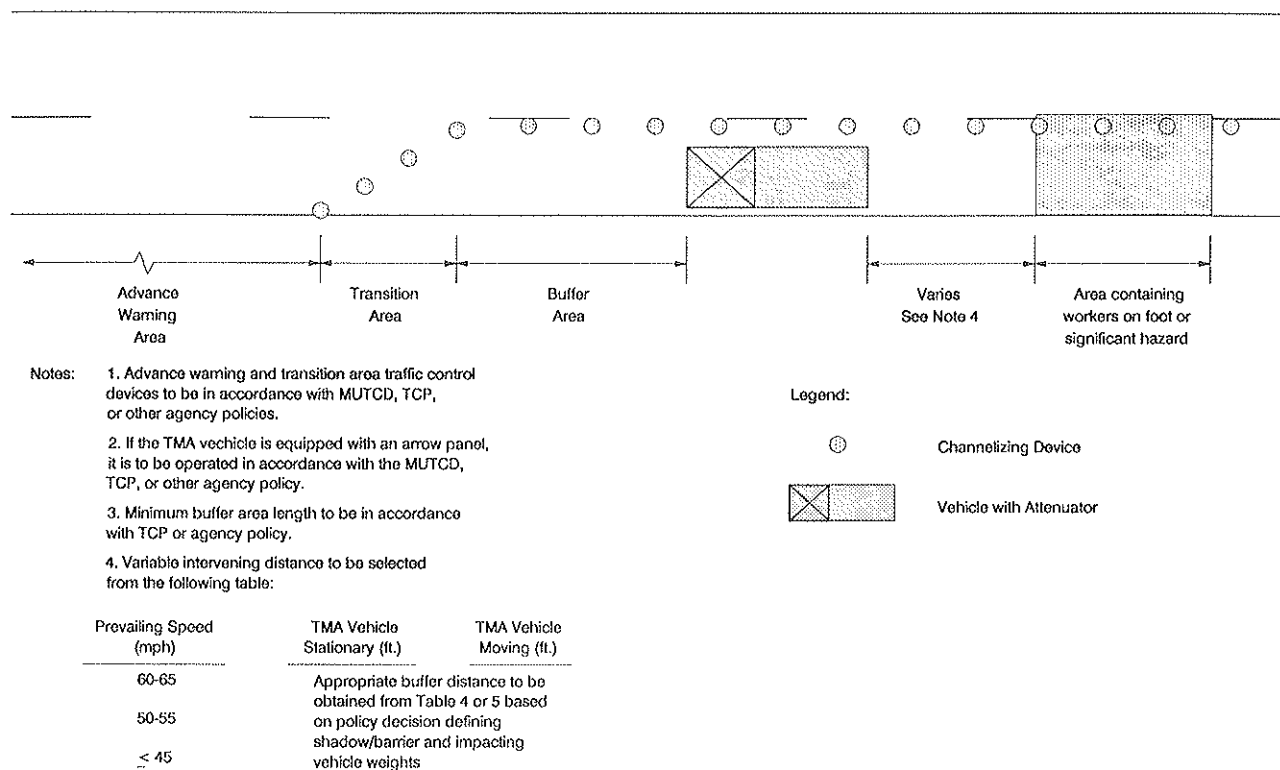 Advance
Warning
Area
Transition
Area
Buffer
Area
Varies
See Note 4
Area containing
workers on foot or
significant hazard
Notes:
1. Advance warning and transition area traffic control
devices to be in accordance with MUTCD, TCP,
or other agency policies.
2. If the TMA vechicle is equipped with an arrow panel,
it is to be operated in accordance with the MUTCD,
TCP, or other agency policy.
3. Minimum buffer area length to be in accordance
with TCP or agency policy.
4. Variable intervening distance to be selected
from the following table:
Legend:
Channelizing Device
Vehicle with Attenuator
Prevailing Speed
(mph)
TMA Vehicle
Stationary (ft.)
TMA Vehicle
Moving (ft.)
60-65
50-55
≤ 45
Appropriate buffer distance to be
obtained from Table 4 or 5 based
on policy decision defining
shadow/barrier and impacting
vehicle weights